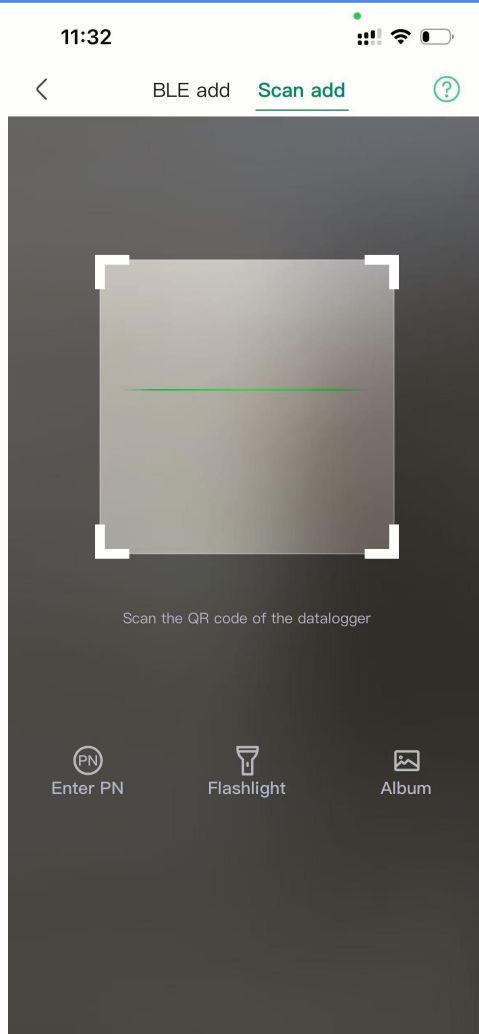 11:32
BLE add Scan add ?
Scan the QR code of the datalogger
PN
Enter PN Flashlight Album